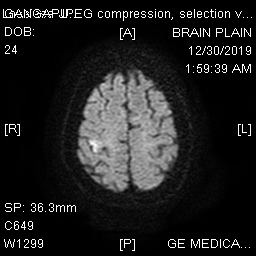 JPEG compression, selection v...
DOB:
[A]
BRAIN PLAIN
24
12/30/2019
1:59:39 AM
[R]
[L]
SP: 36.3mm
C649
W1299
[P]
GE MEDICA...